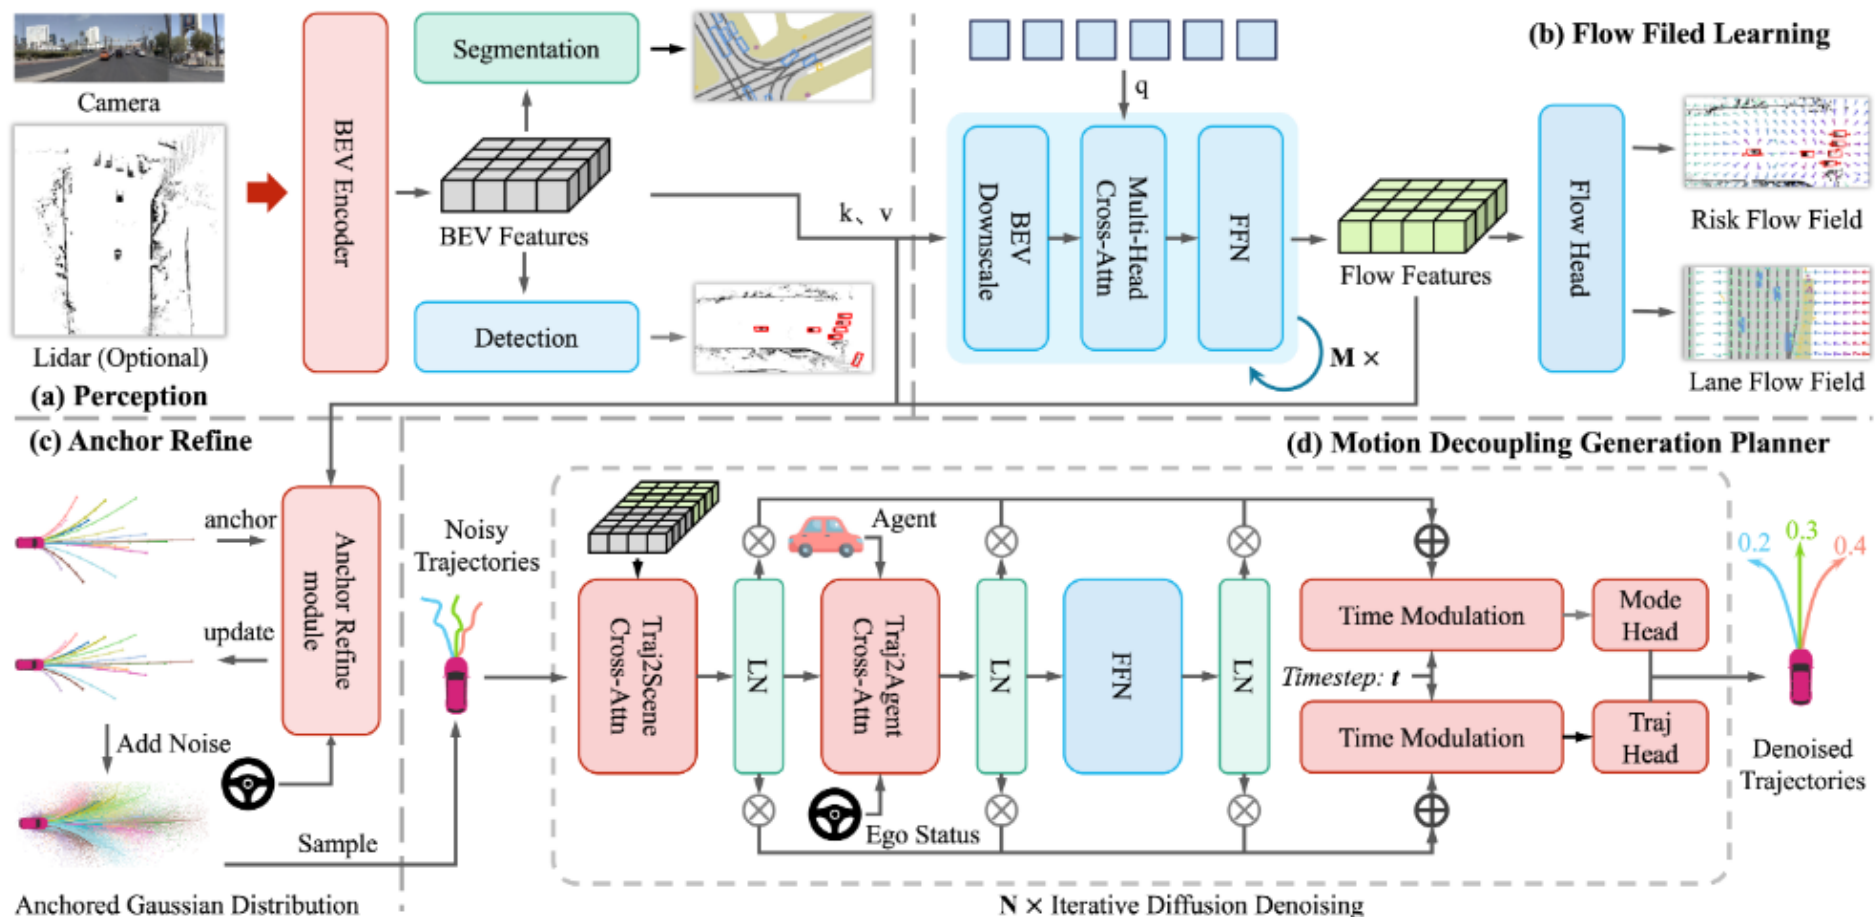 Camera
Lidar (Optional)
(a) Perception
BEV Encoder
Segmentation
BEV Features
Detection
k、v
(b) Flow Filed Learning
q
BEV
Downscale
Multi-Head
Cross-Attn
FFN
M ×
Flow Features
Flow Head
Risk Flow Field
Lane Flow Field
(c) Anchor Refine
anchor
update
Anchor Refine
module
Add Noise
Sample
Anchored Gaussian Distribution
(d) Motion Decoupling Generation Planner
Noisy
Trajectories
Traj2Scene
Cross-Attn
LN
Agent
Traj2Agent
Cross-Attn
Ego Status
LN
FFN
LN
Time Modulation
Timestep: t
Time Modulation
Mode
Head
Traj
Head
0.2
0.3
0.4
Denoised
Trajectories
N × Iterative Diffusion Denoising